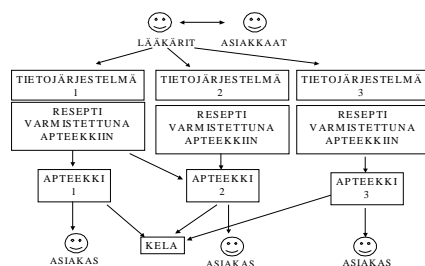 LÄÄKÄRIT ASIAKKAAT
TIETOJÄRJESTELMÄ
1
TIETOJÄRJESTELMÄ
2
TIETOJÄRJESTELMÄ
3
RESEPTI
VARMISTETTUNA
APTEEKKIIN
RESEPTI
VARMISTETTUNA
APTEEKKIIN
RESEPTI
VARMISTETTUNA
APTEEKKIIN
APTEEKKI
1
APTEEKKI
2
APTEEKKI
3
ASIAKAS
KELA
ASIAKAS
ASIAKAS